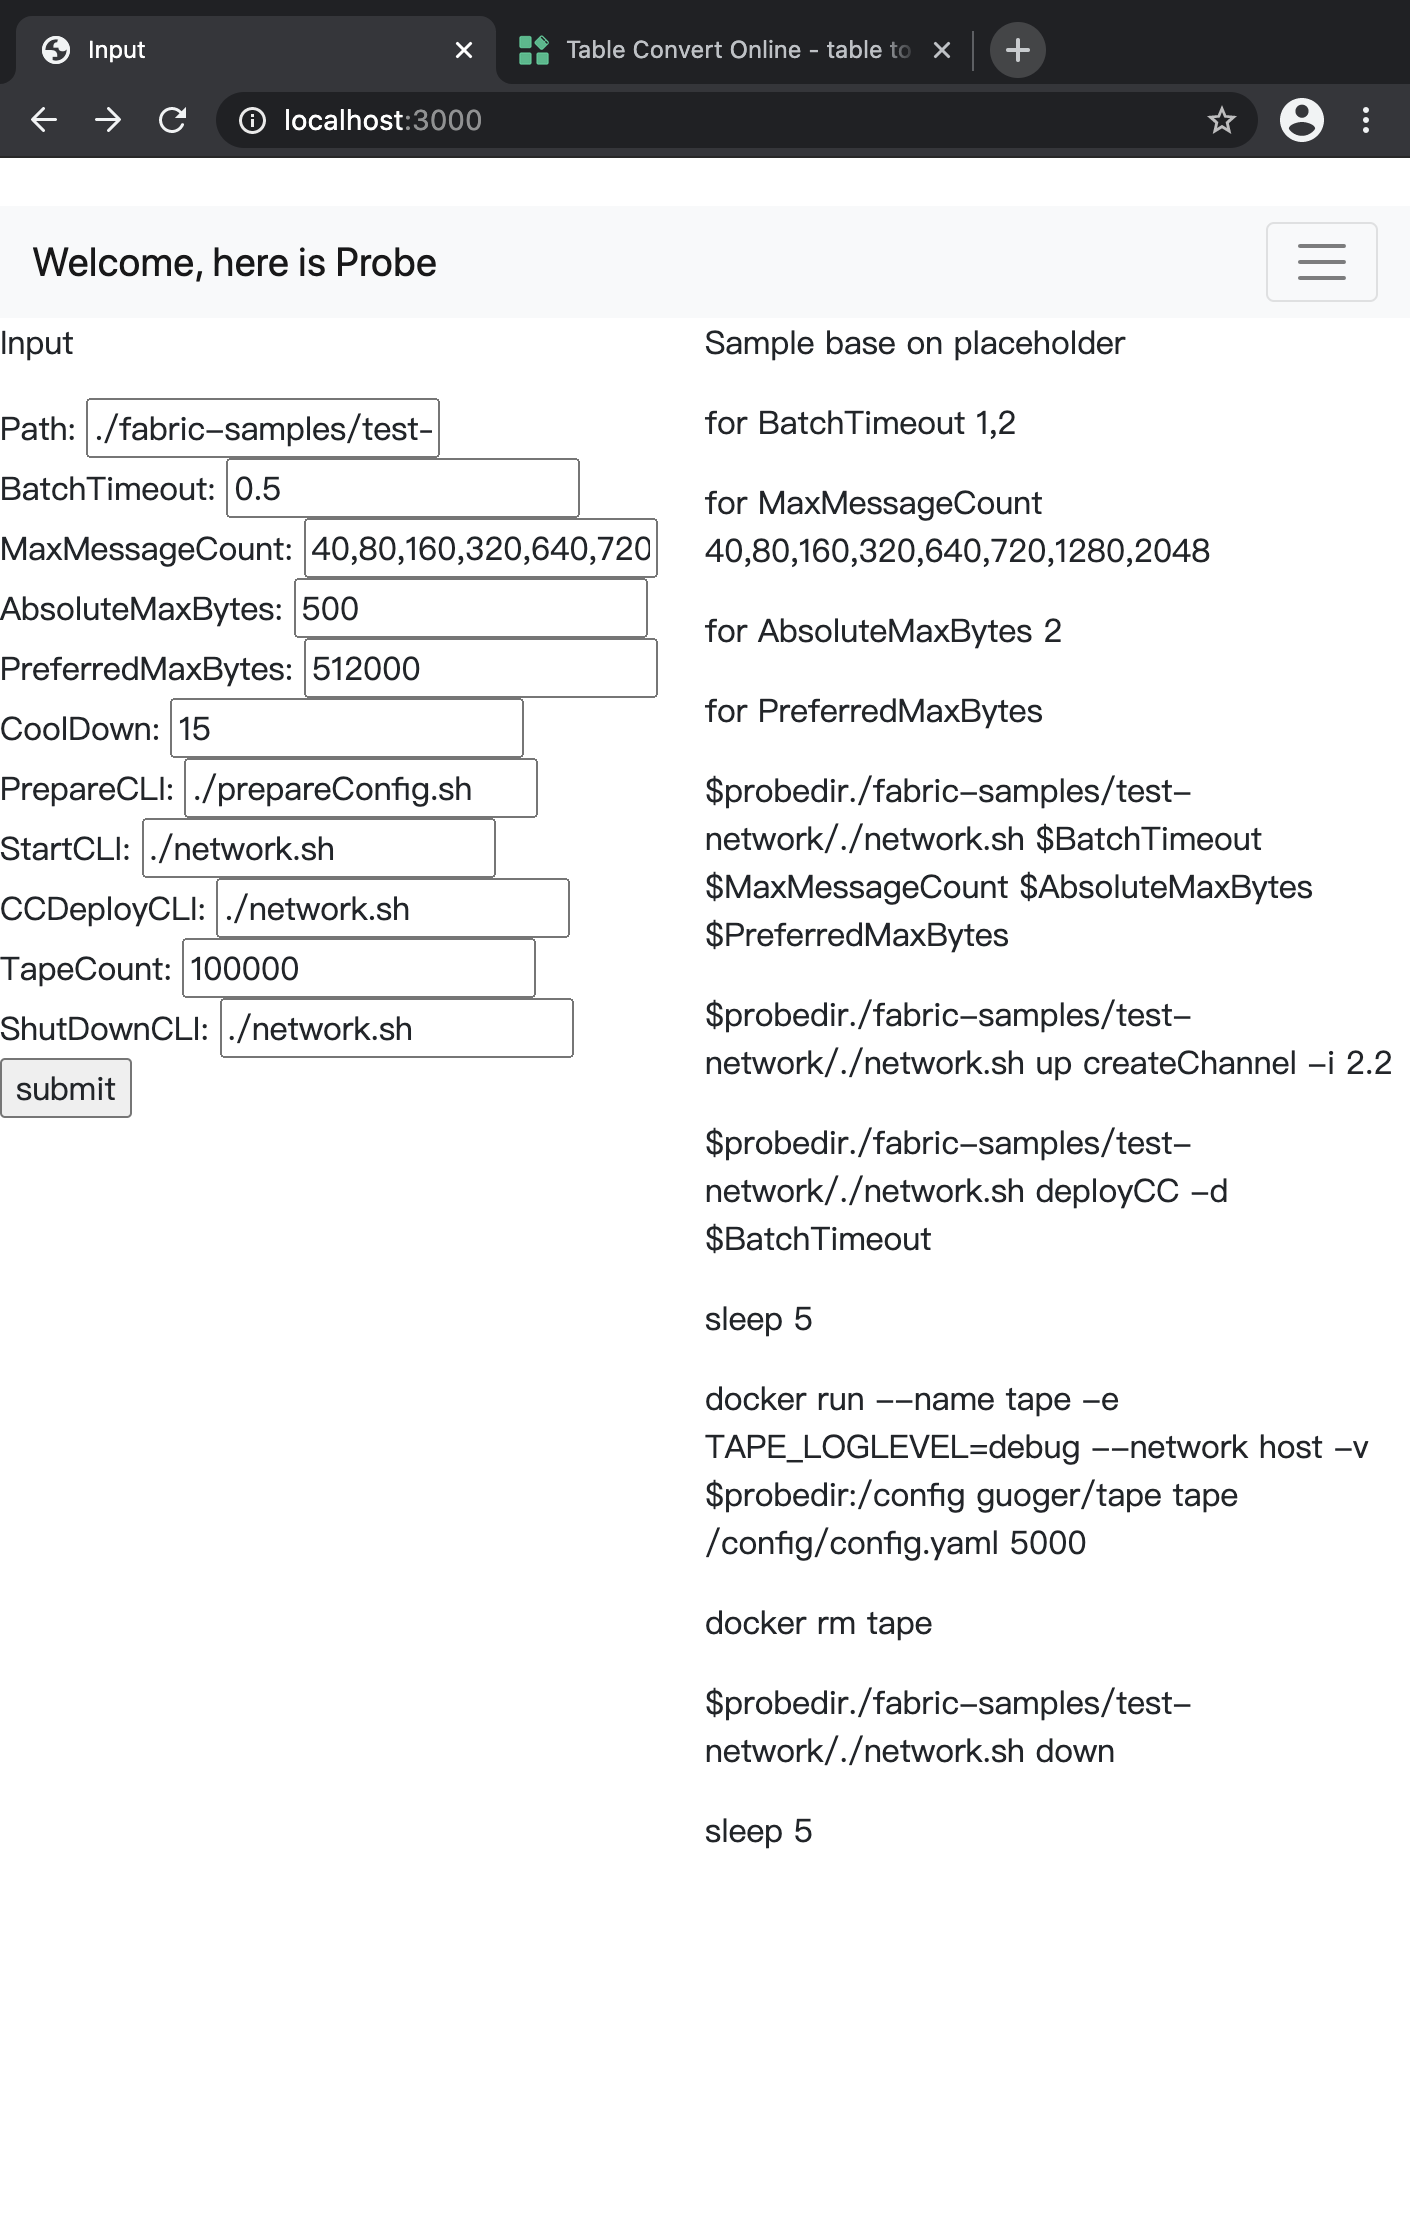 Input
Table Convert Online - table to
localhost:3000
Welcome, here is Probe
Input
Path: ./fabric-samples/test-
BatchTimeout: 0.5
MaxMessageCount: 40,80,160,320,640,720
AbsoluteMaxBytes: 500
PreferredMaxBytes: 512000
CoolDown: 15
PrepareCLI: ./prepareConfig.sh
StartCLI: ./network.sh
CCDeployCLI: ./network.sh
TapeCount: 100000
ShutDownCLI: ./network.sh
submit
Sample base on placeholder
for BatchTimeout 1,2
for MaxMessageCount
40,80,160,320,640,720,1280,2048
for AbsoluteMaxBytes 2
for PreferredMaxBytes
$probedir./fabric-samples/test-
network/./network.sh $BatchTimeout
$MaxMessageCount $AbsoluteMaxBytes
$PreferredMaxBytes
$probedir./fabric-samples/test-
network/./network.sh up createChannel -i 2.2
$probedir./fabric-samples/test-
network/./network.sh deployCC -d
$BatchTimeout
sleep 5
docker run --name tape -e
TAPE_LOGLEVEL=debug --network host -v
$probedir:/config guoger/tape tape
/config/config.yaml 5000
docker rm tape
$probedir./fabric-samples/test-
network/./network.sh down
sleep 5